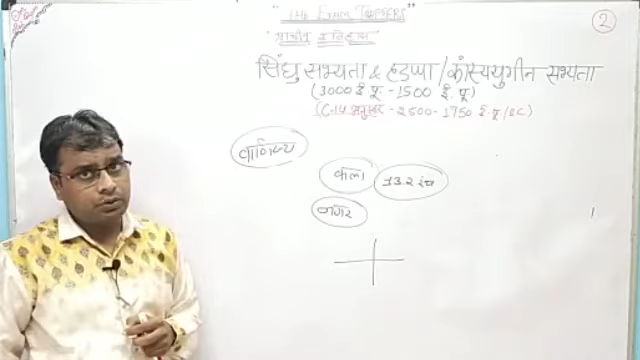 "THE EXAM TOPPERS"
②
"प्राचीन इतिहास"
सिंधु सभ्यता & हडप्पा/कांस्ययुगीन सभ्यता
(3000 ई.पू. - 1500 ई.पू.)
(C-14 अनुसार - 2500 - 1750 ई.पू/BC)
वाणिज्य
कला
नगर